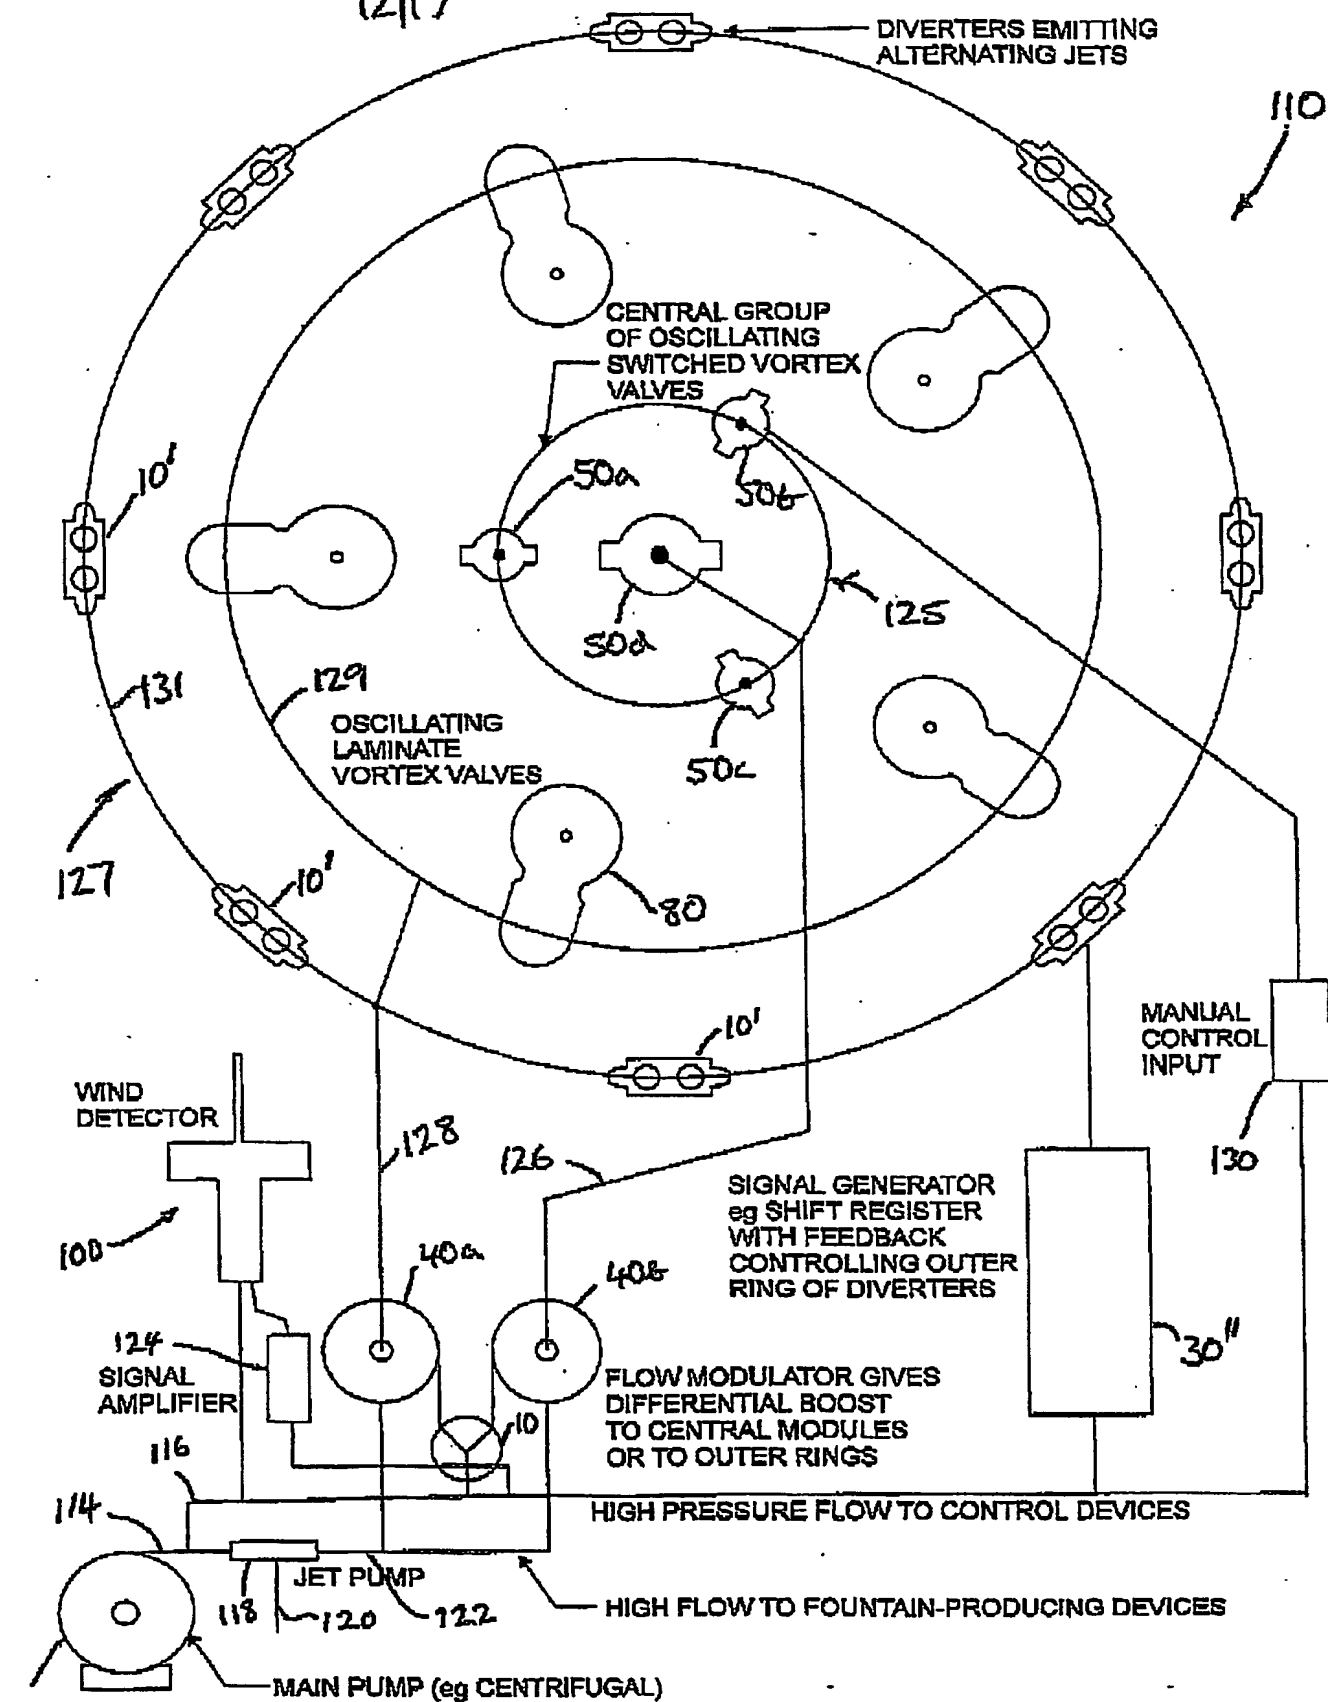 12/17
DIVERTERS EMITTING
ALTERNATING JETS
110
CENTRAL GROUP
OF OSCILLATING
SWITCHED VORTEX
VALVES
10'
50a
50b
125
50d
131
129
OSCILLATING
LAMINATE
VORTEX VALVES
50c
127
10'
80
MANUAL
CONTROL
INPUT
10'
WIND
DETECTOR
128
126
130
SIGNAL GENERATOR
eg SHIFT REGISTER
WITH FEEDBACK
CONTROLLING OUTER
RING OF DIVERTERS
100
40a
40b
30"
124
SIGNAL
AMPLIFIER
FLOW MODULATOR GIVES
DIFFERENTIAL BOOST
TO CENTRAL MODULES
OR TO OUTER RINGS
10
116
HIGH PRESSURE FLOW TO CONTROL DEVICES
114
JET PUMP
118
120
122
HIGH FLOW TO FOUNTAIN-PRODUCING DEVICES
MAIN PUMP (eg CENTRIFUGAL)